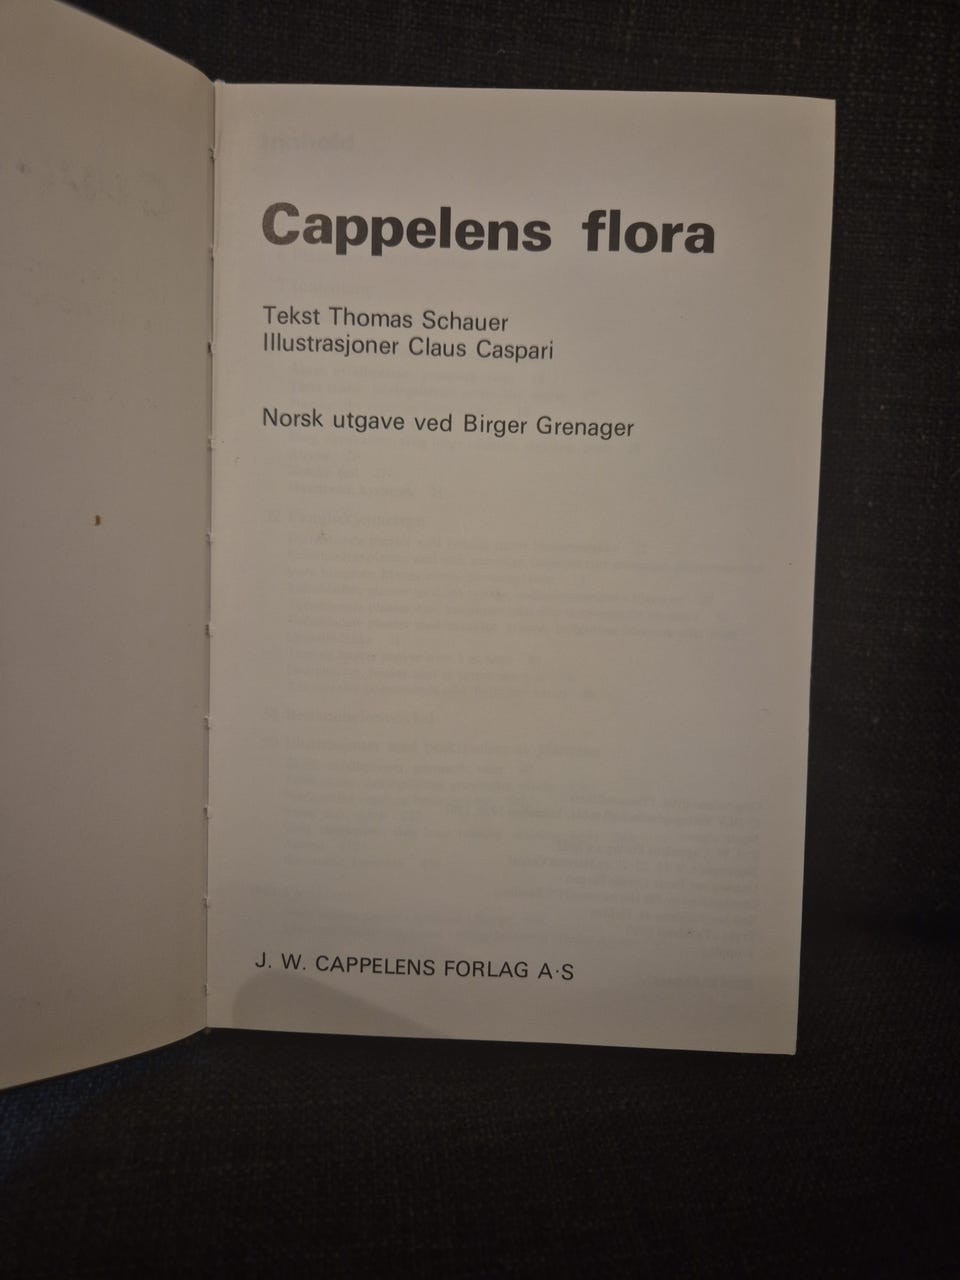 Cappelens flora
Tekst Thomas Schauer
Illustrasjoner Claus Caspari
Norsk utgave ved Birger Grenager
J. W. CAPPELENS FORLAG A·S